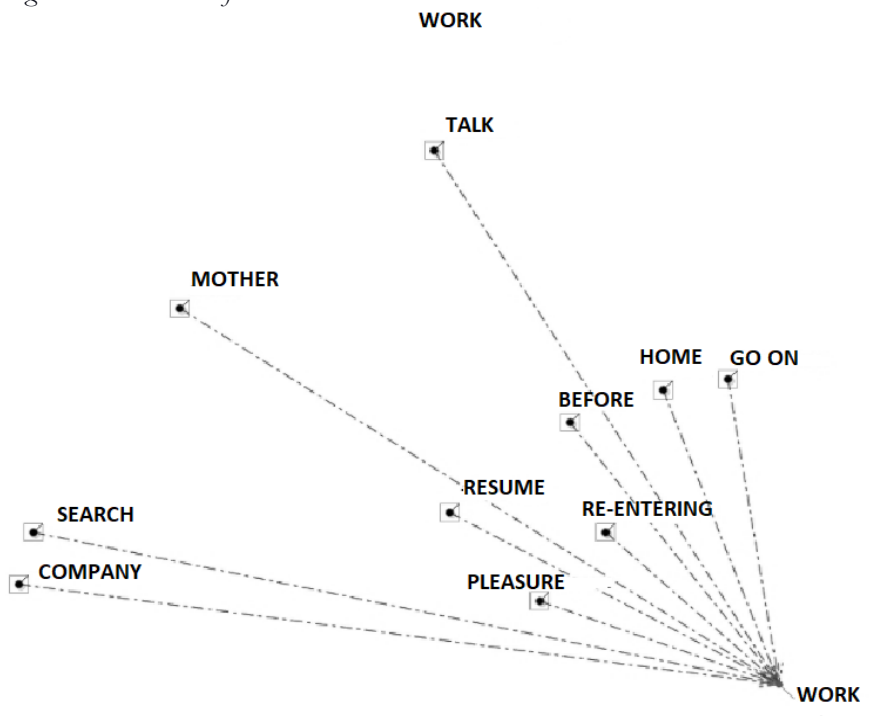 WORK
TALK
MOTHER
HOME
GO ON
BEFORE
RESUME
RE-ENTERING
SEARCH
COMPANY
PLEASURE
WORK